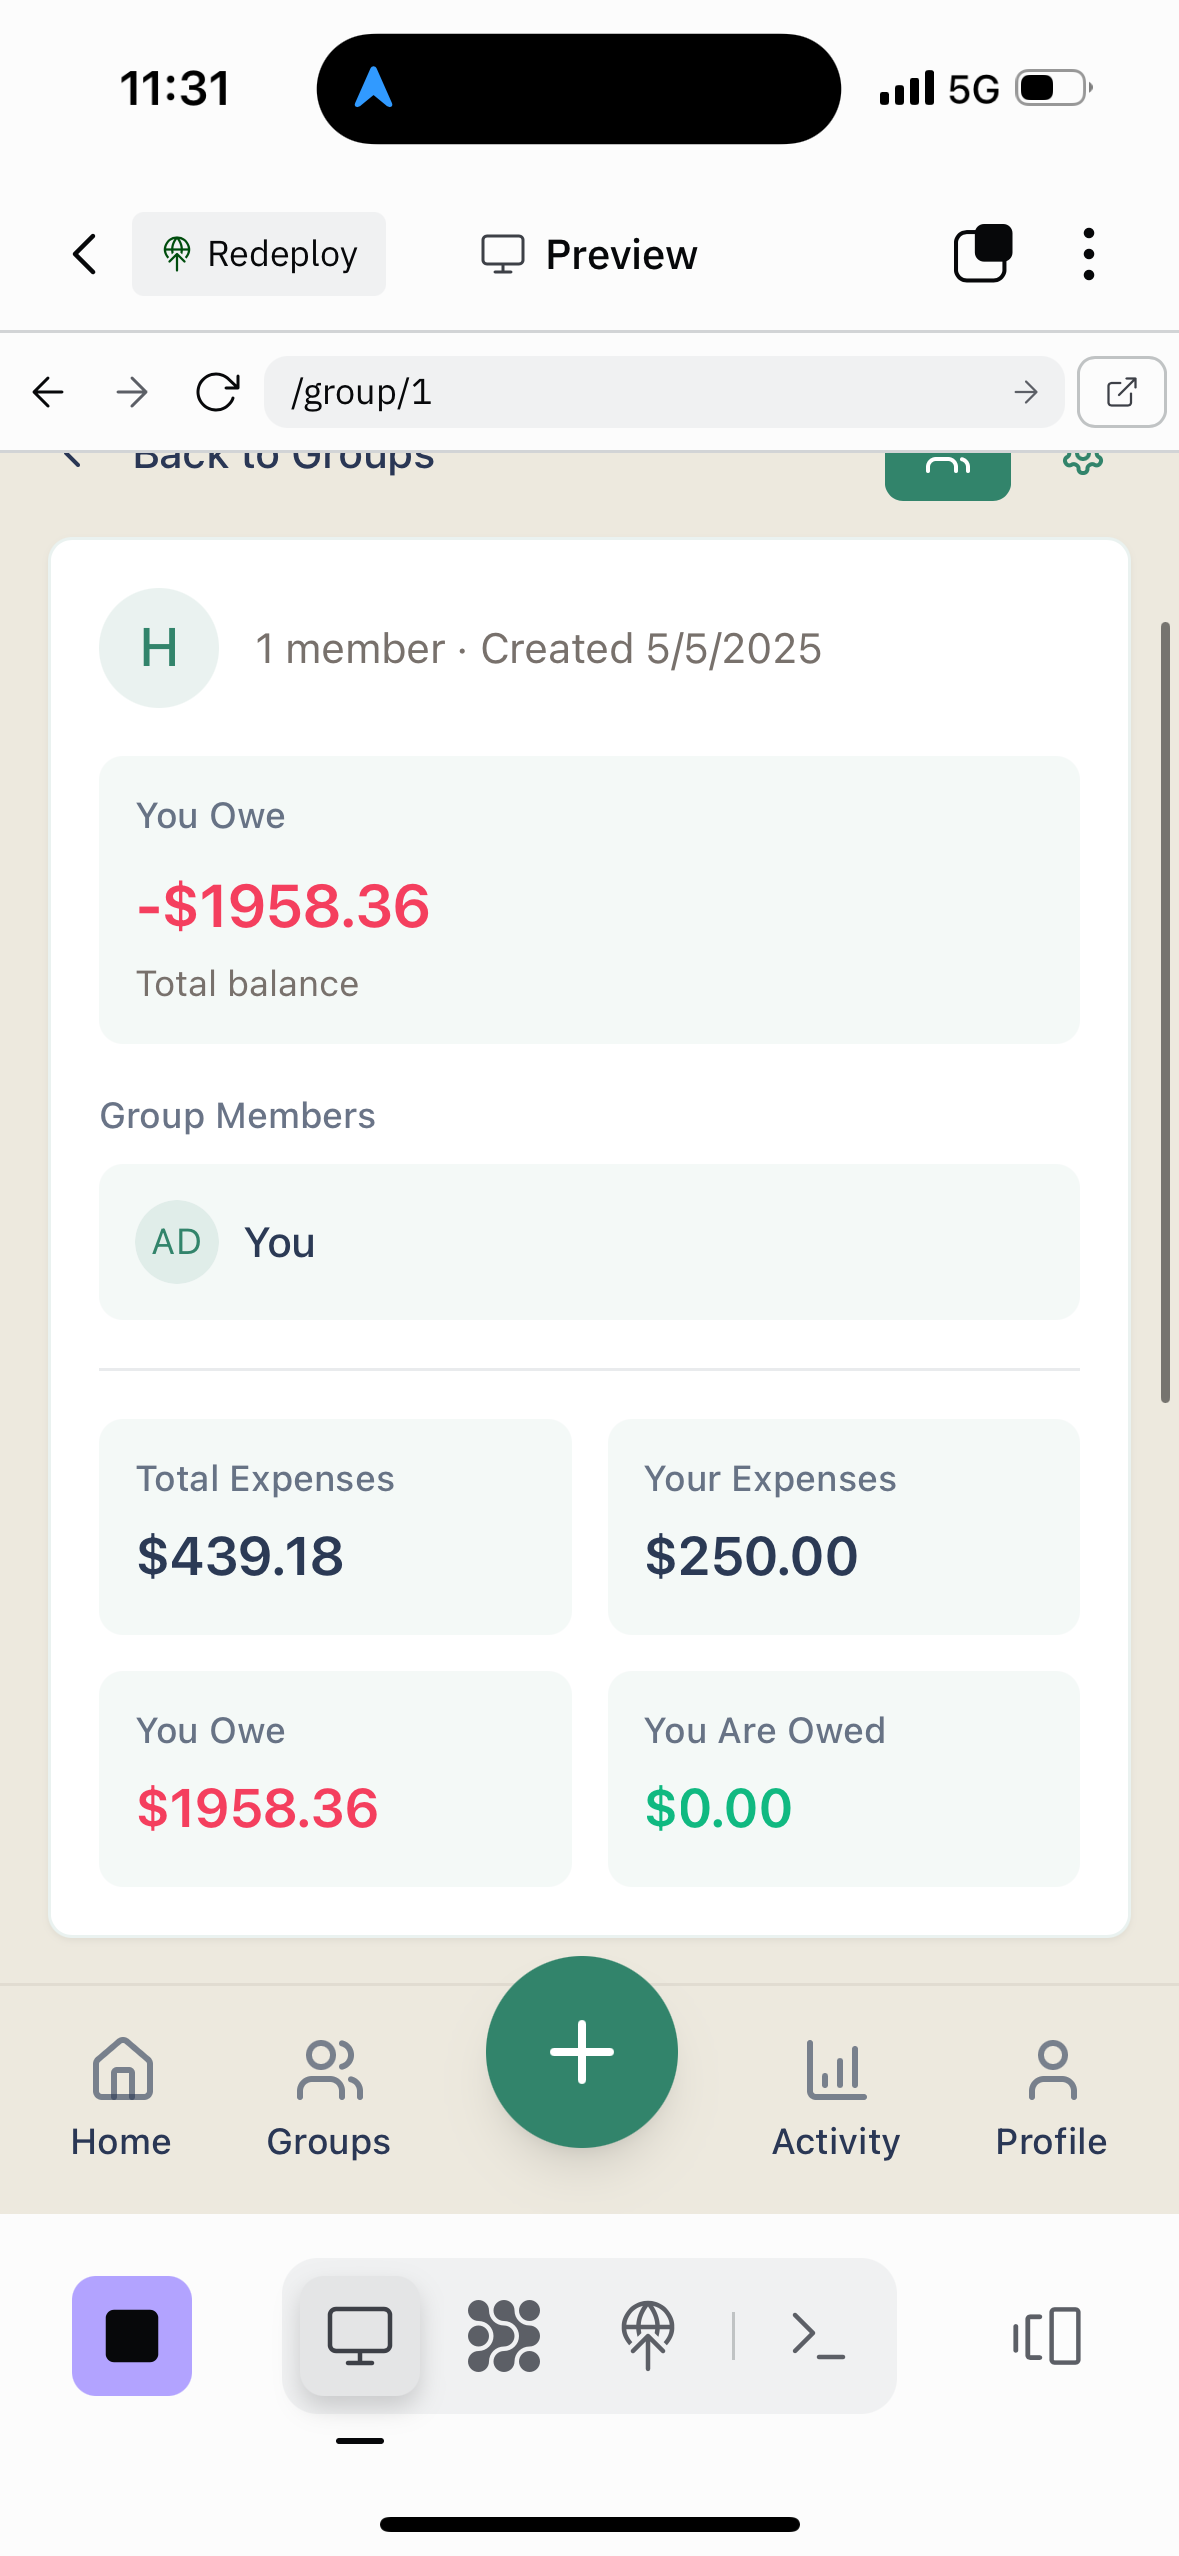 11:31
5G
Redeploy
Preview
/group/1
Back to Groups
H
1 member · Created 5/5/2025
You Owe
-$1958.36
Total balance
Group Members
AD
You
Total Expenses
Your Expenses
$439.18
$250.00
You Owe
You Are Owed
$1958.36
$0.00
Home
Groups
Activity
Profile